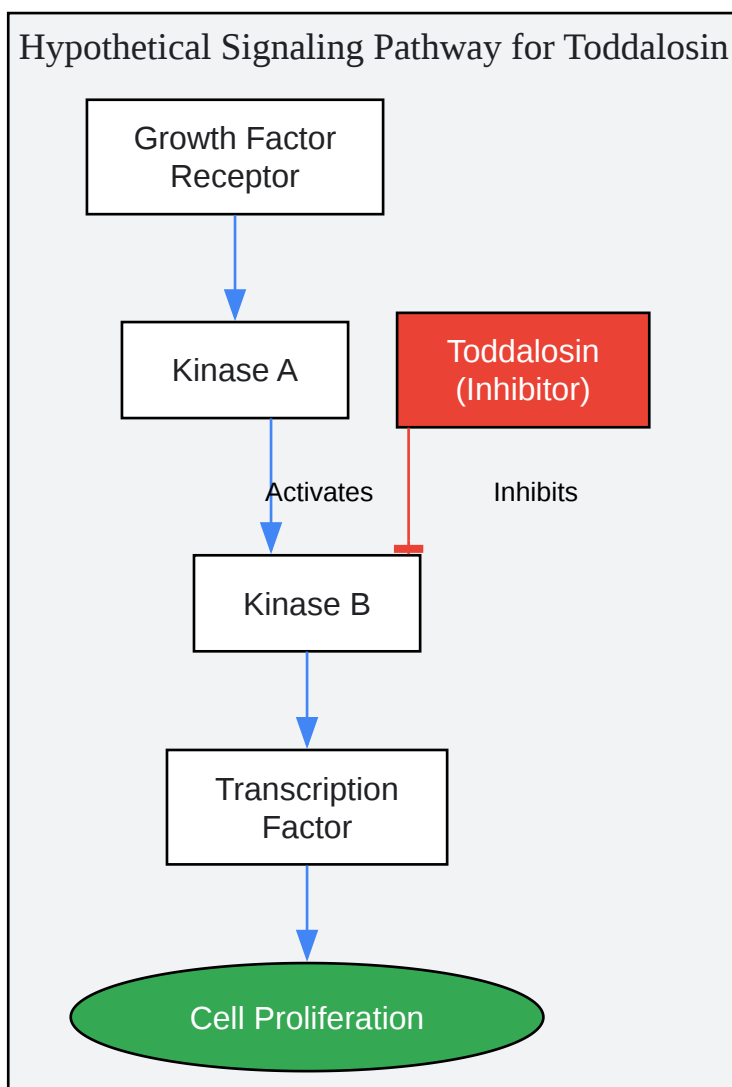 Hypothetical Signaling Pathway for Toddalosin
Growth Factor
Receptor
Kinase A
Toddalosin
(Inhibitor)
Activates
Inhibits
Kinase B
Transcription
Factor
Cell Proliferation